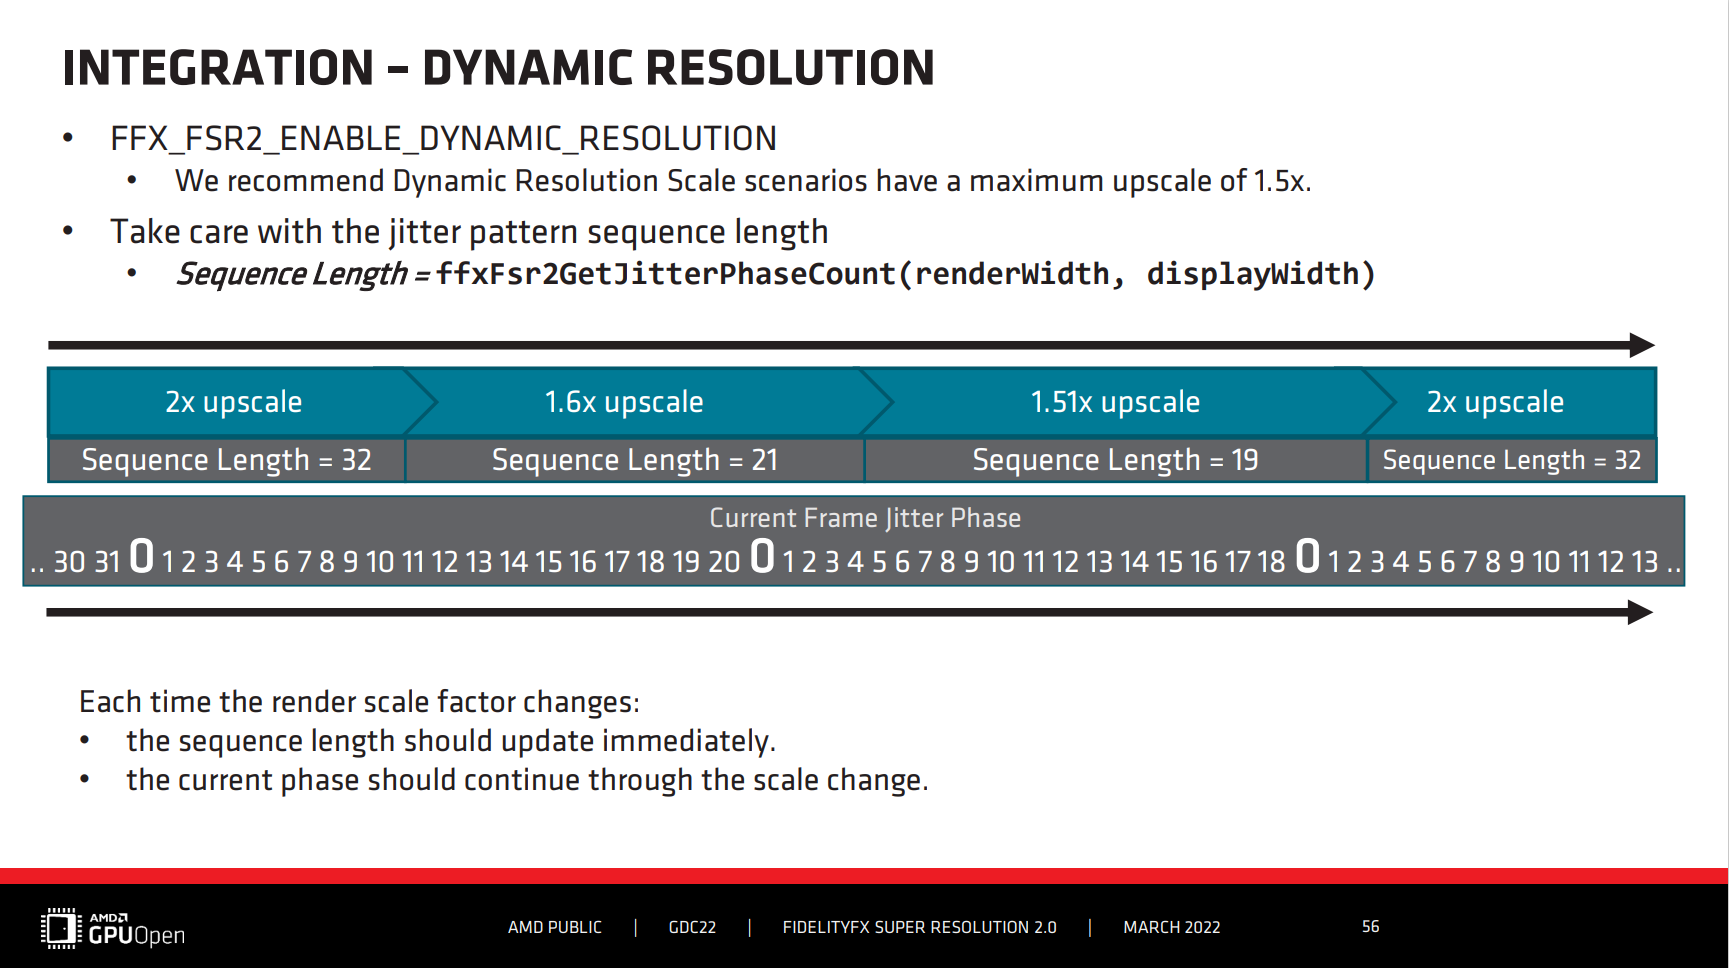 INTEGRATION – DYNAMIC RESOLUTION
• FFX_FSR2_ENABLE_DYNAMIC_RESOLUTION
• We recommend Dynamic Resolution Scale scenarios have a maximum upscale of 1.5x.
• Take care with the jitter pattern sequence length
• Sequence Length = ffxFsr2GetJitterPhaseCount(renderWidth, displayWidth)
2x upscale 1.6x upscale 1.51x upscale 2x upscale
Sequence Length = 32 Sequence Length = 21 Sequence Length = 19 Sequence Length = 32
Current Frame Jitter Phase
.. 30 31 0 1 2 3 4 5 6 7 8 9 10 11 12 13 14 15 16 17 18 19 20 0 1 2 3 4 5 6 7 8 9 10 11 12 13 14 15 16 17 18 0 1 2 3 4 5 6 7 8 9 10 11 12 13 ..
Each time the render scale factor changes:
• the sequence length should update immediately.
• the current phase should continue through the scale change.
AMD
GPUOpen
AMD PUBLIC | GDC22 | FIDELITYFX SUPER RESOLUTION 2.0 | MARCH 2022 56